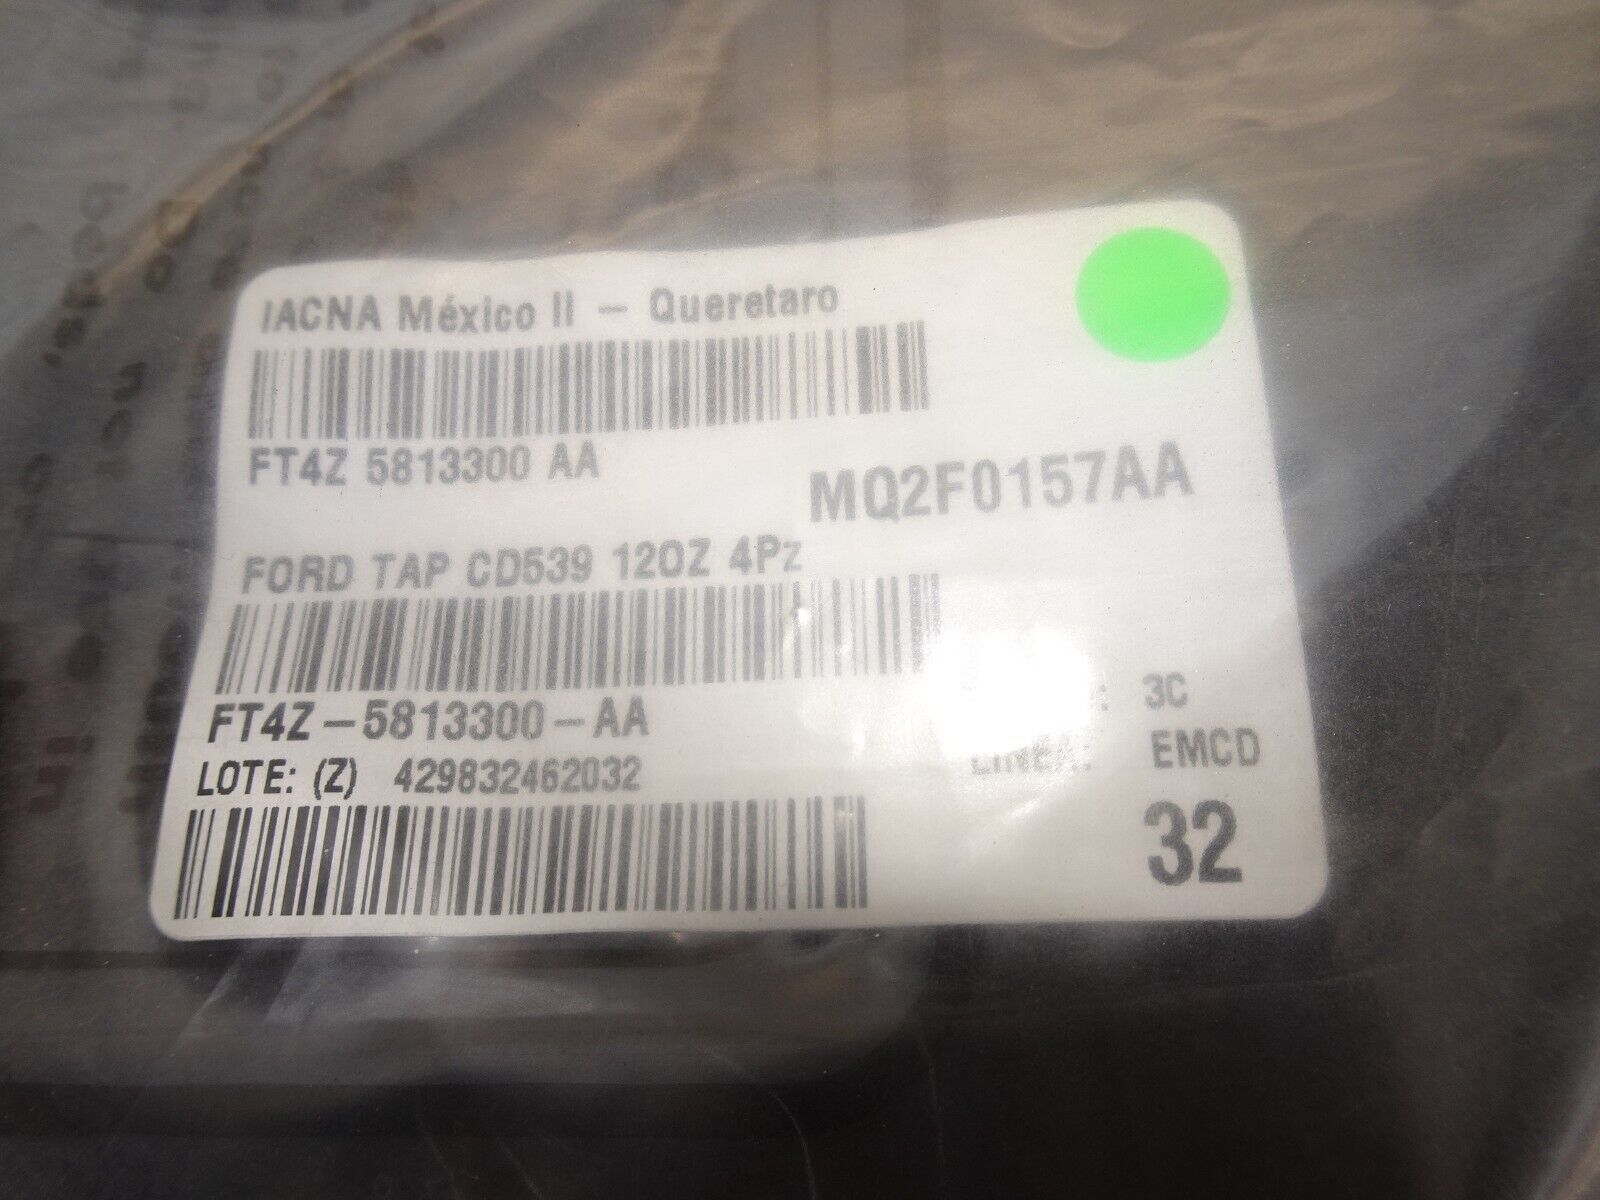 IACNA México II - Queretaro
FT4Z 5813300 AA
MQ2F0157AA
FORD TAP CD539 12OZ 4Pz
FT4Z-5813300-AA
3C
LOTE: (Z) 429832462032
LINEA: EMCD
32